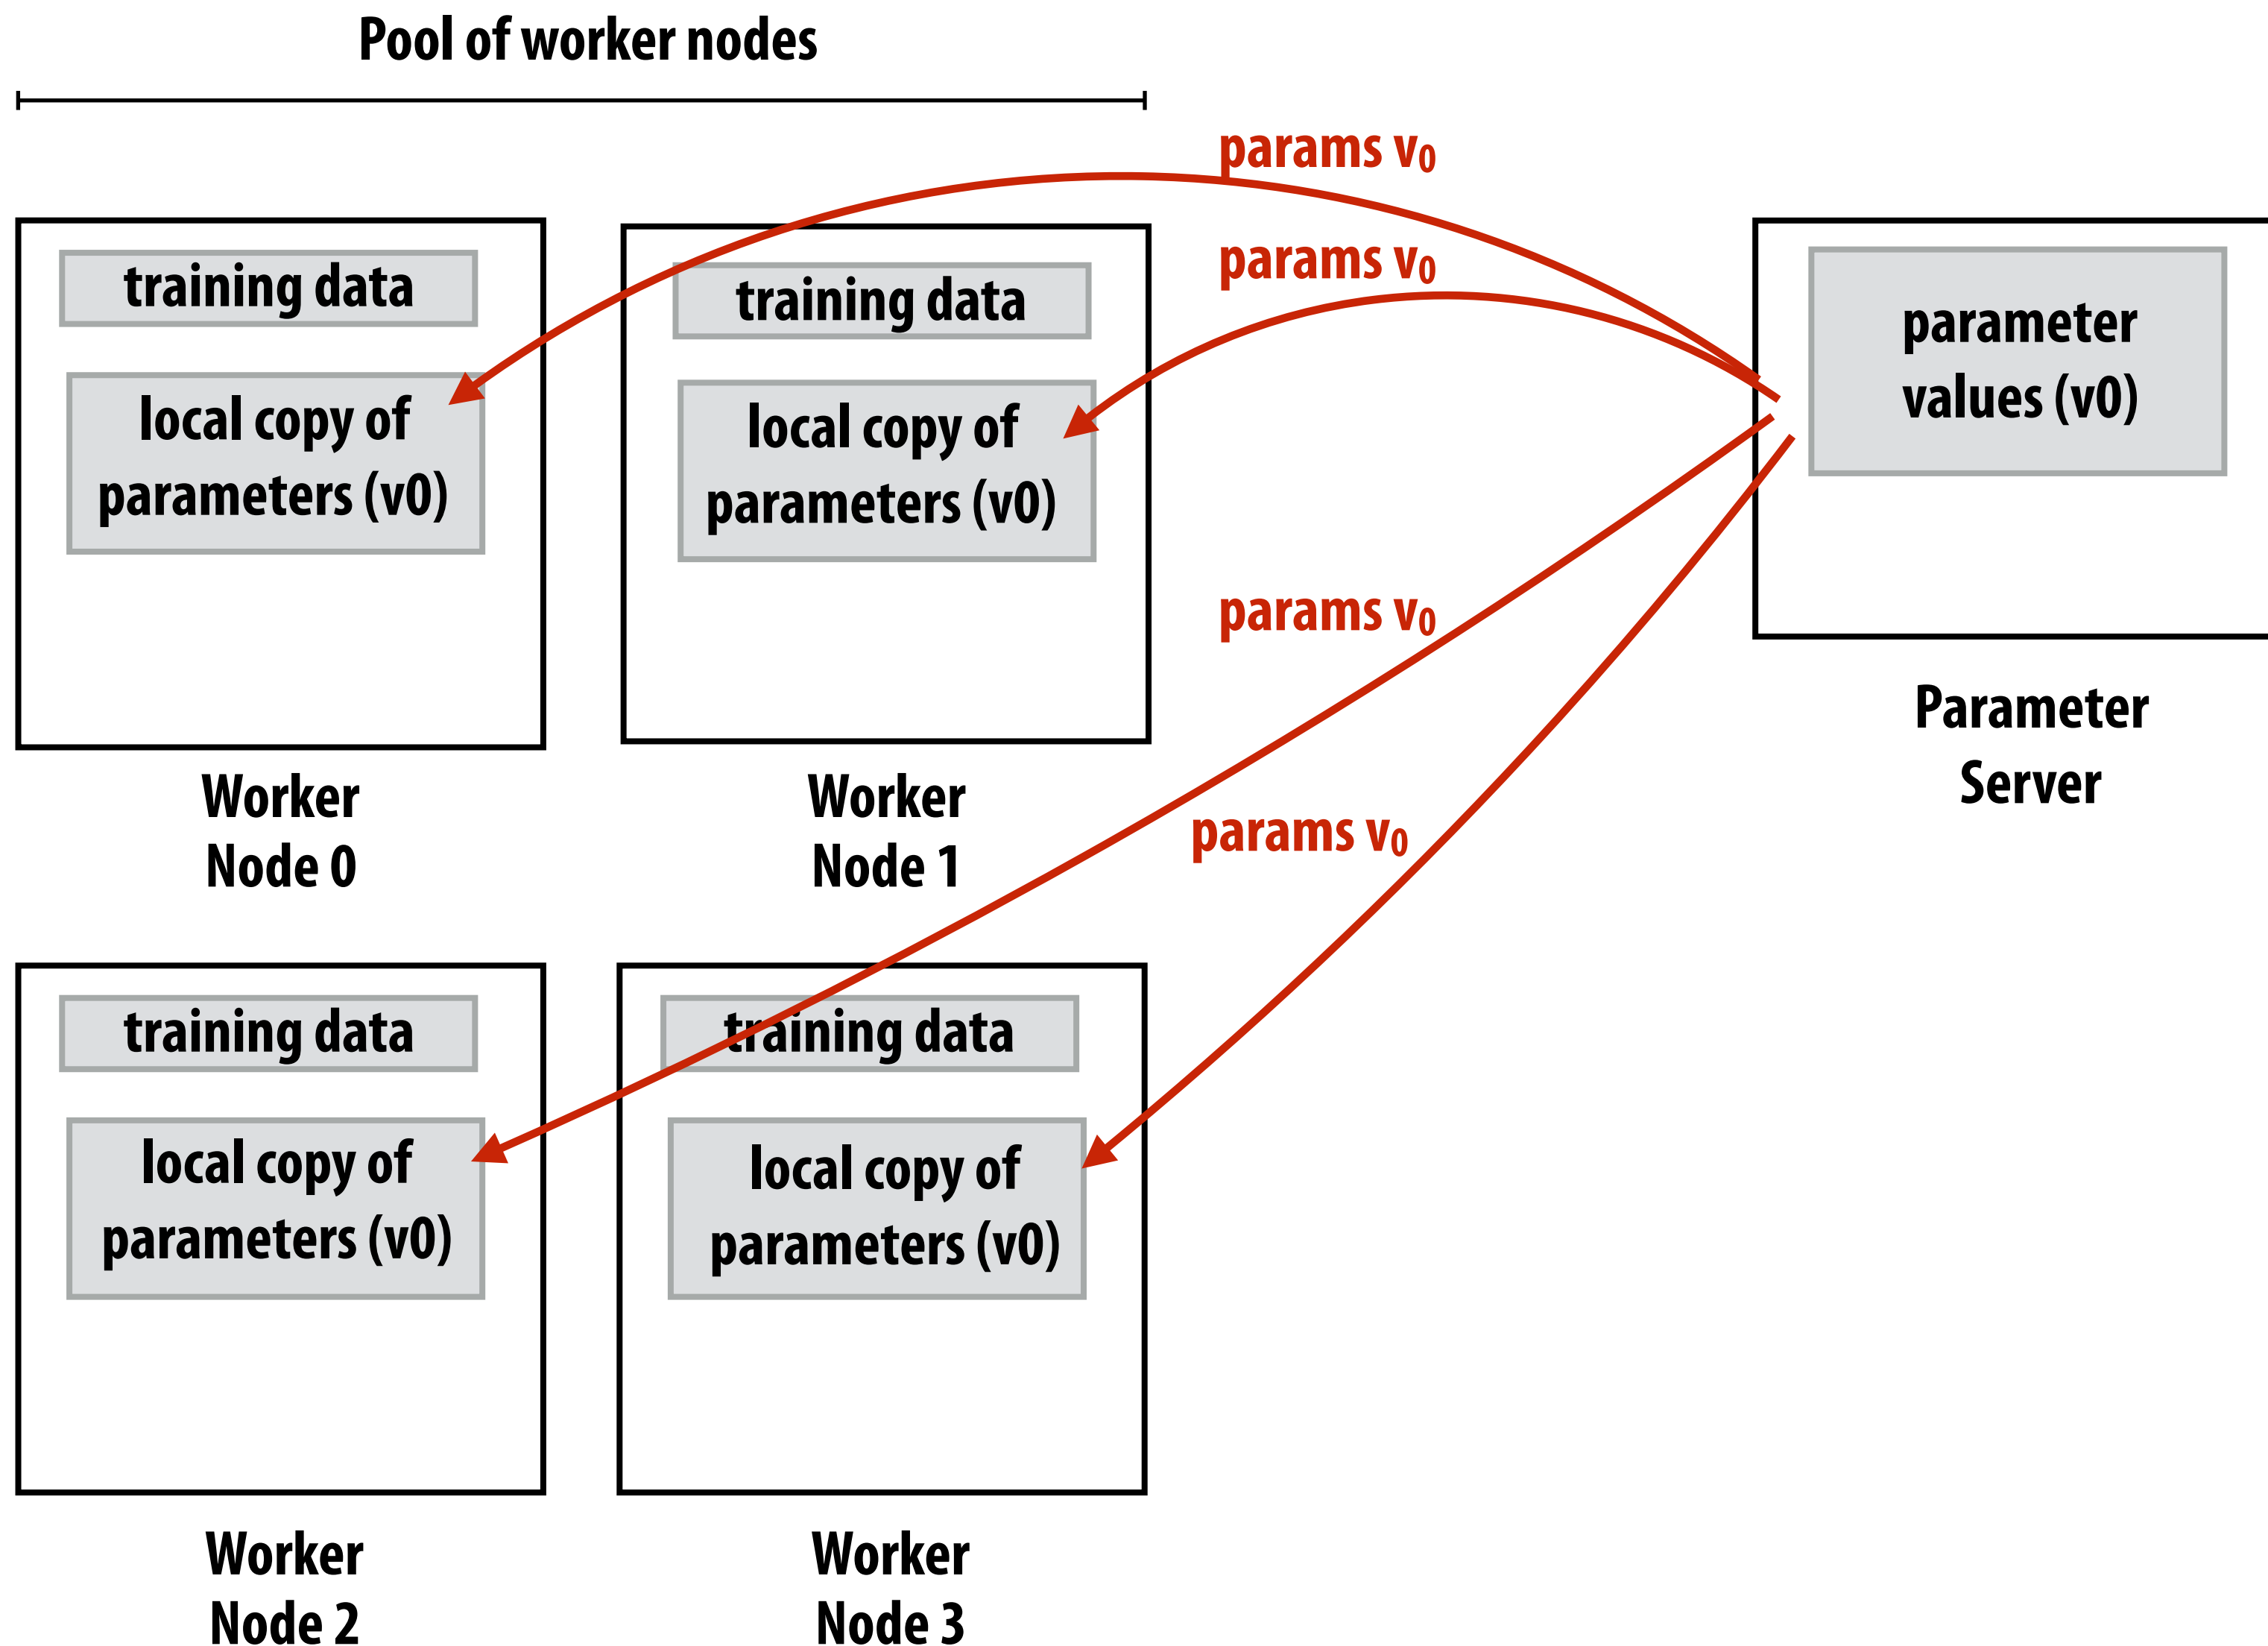 Pool of worker nodes
params v0
params v0
training data
local copy of
parameters (v0)
Worker
Node 0
training data
local copy of
parameters (v0)
Worker
Node 1
parameter
values (v0)
Parameter
Server
params v0
params v0
training data
local copy of
parameters (v0)
Worker
Node 2
training data
local copy of
parameters (v0)
Worker
Node 3